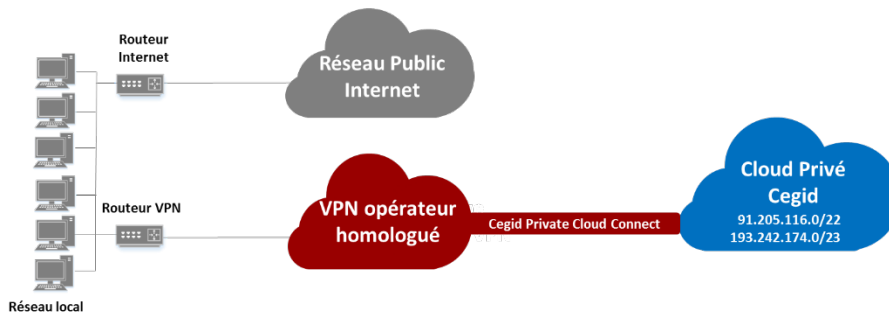 Routeur
Internet
Réseau Public
Internet
Routeur VPN
VPN opérateur
homologué
Cegid Private Cloud Connect
Cloud Privé
Cegid
91.205.116.0/22
193.242.174.0/23
Réseau local